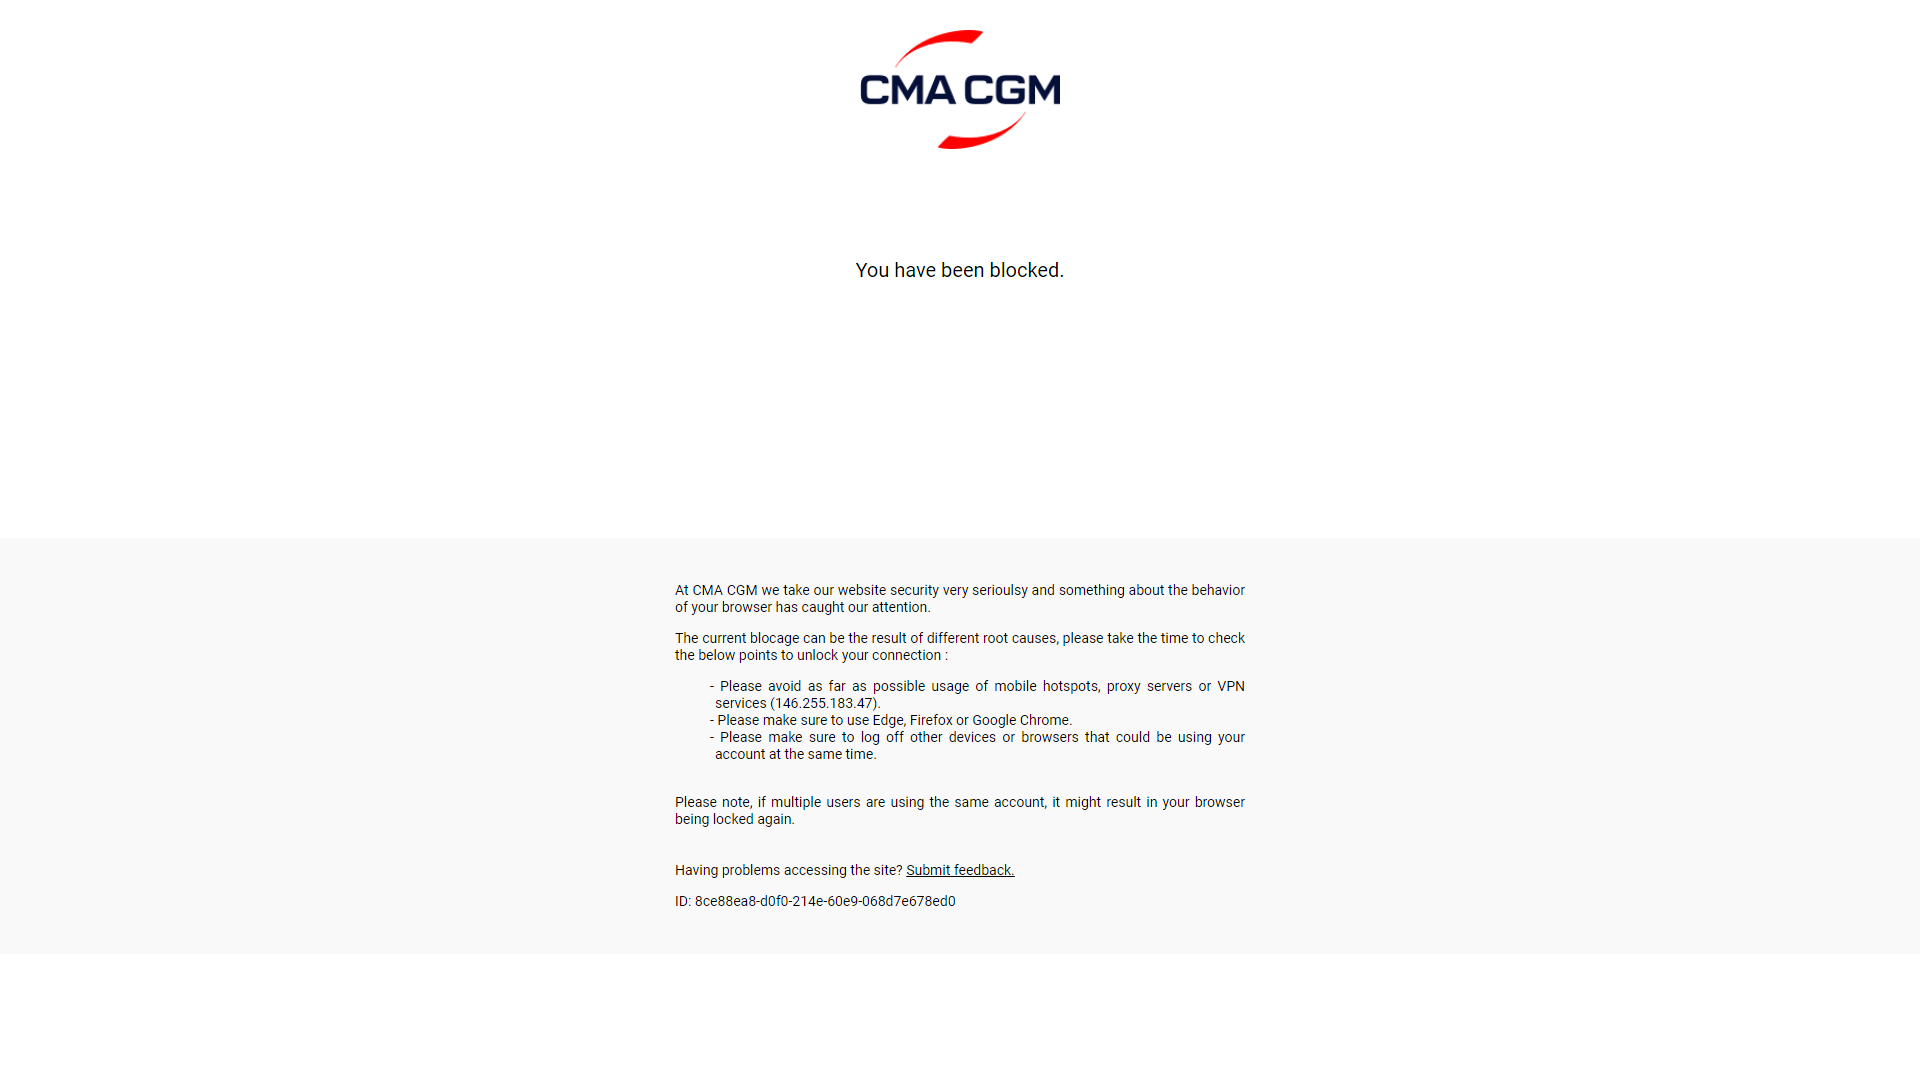 CMA CGM
You have been blocked.
At CMA CGM we take our website security very serioulsy and something about the behavior
of your browser has caught our attention.
The current blocage can be the result of different root causes, please take the time to check
the below points to unlock your connection :
- Please avoid as far as possible usage of mobile hotspots, proxy servers or VPN
services (146.255.183.47).
- Please make sure to use Edge, Firefox or Google Chrome.
- Please make sure to log off other devices or browsers that could be using your
account at the same time.
Please note, if multiple users are using the same account, it might result in your browser
being locked again.
Having problems accessing the site? Submit feedback.
ID: 8ce88ea8-d0f0-214e-60e9-068d7e678ed0